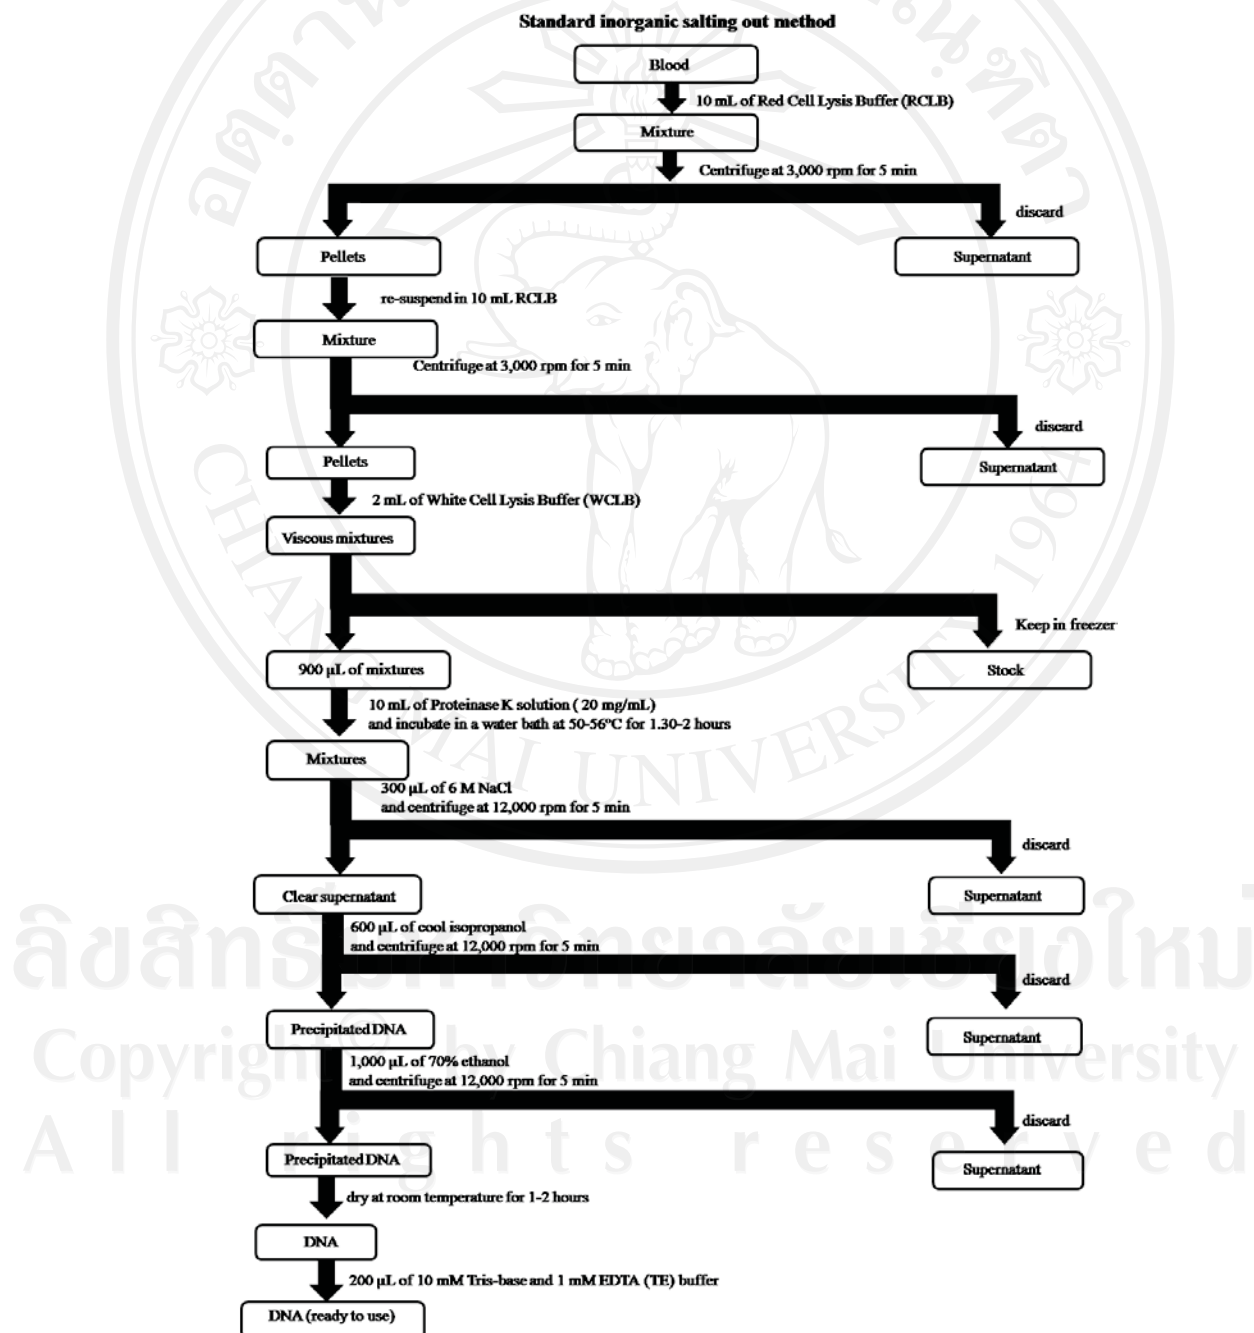 Standard inorganic salting out method
Blood
10 mL of Red Cell Lysis Buffer (RCLB)
Mixture
Centrifuge at 3,000 rpm for 5 min
discard
Pellets
Supernatant
re-suspend in 10 mL RCLB
Mixture
Centrifuge at 3,000 rpm for 5 min
discard
Pellets
Supernatant
2 mL of White Cell Lysis Buffer (WCLB)
Viscous mixtures
Keep in freezer
900 µL of mixtures
Stock
10 mL of Proteinase K solution ( 20 mg/mL)
and incubate in a water bath at 50-56°C for 1.30-2 hours
Mixtures
300 µL of 6 M NaCl
and centrifuge at 12,000 rpm for 5 min
discard
Clear supernatant
Supernatant
600 µL of cool isopropanol
and centrifuge at 12,000 rpm for 5 min
discard
Precipitated DNA
Supernatant
1,000 µL of 70% ethanol
and centrifuge at 12,000 rpm for 5 min
discard
Precipitated DNA
Supernatant
dry at room temperature for 1-2 hours
DNA
200 µL of 10 mM Tris-base and 1 mM EDTA (TE) buffer
DNA (ready to use)
CHIANG MAI UNIVERSITY 1964
Copyright© by Chiang Mai University
All rights reserved